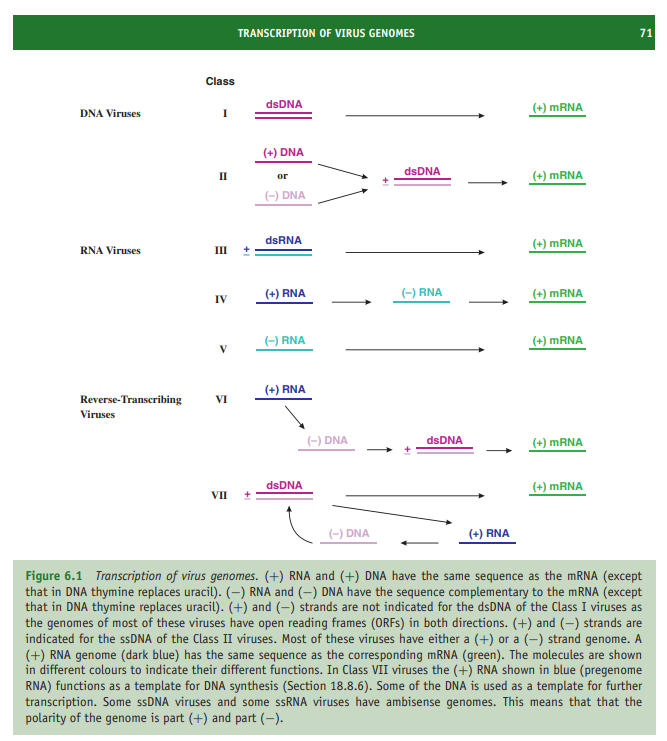 TRANSCRIPTION OF VIRUS GENOMES 71
Class
DNA Viruses I dsDNA (+) mRNA
(+) DNA
II or ± dsDNA (+) mRNA
(–) DNA
RNA Viruses III ± dsRNA (+) mRNA
IV (+) RNA (–) RNA (+) mRNA
V (–) RNA (+) mRNA
Reverse-Transcribing VI (+) RNA
Viruses
(–) DNA ± dsDNA (+) mRNA
VII ± dsDNA (+) mRNA
(–) DNA (+) RNA
Figure 6.1 Transcription of virus genomes. (+) RNA and (+) DNA have the same sequence as the mRNA (except
that in DNA thymine replaces uracil). (−) RNA and (−) DNA have the sequence complementary to the mRNA (except
that in DNA thymine replaces uracil). (+) and (−) strands are not indicated for the dsDNA of the Class I viruses as
the genomes of most of these viruses have open reading frames (ORFs) in both directions. (+) and (−) strands are
indicated for the ssDNA of the Class II viruses. Most of these viruses have either a (+) or a (−) strand genome. A
(+) RNA genome (dark blue) has the same sequence as the corresponding mRNA (green). The molecules are shown
in different colours to indicate their different functions. In Class VII viruses the (+) RNA shown in blue (pregenome
RNA) functions as a template for DNA synthesis (Section 18.8.6). Some of the DNA is used as a template for further
transcription. Some ssDNA viruses and some ssRNA viruses have ambisense genomes. This means that that the
polarity of the genome is part (+) and part (−).